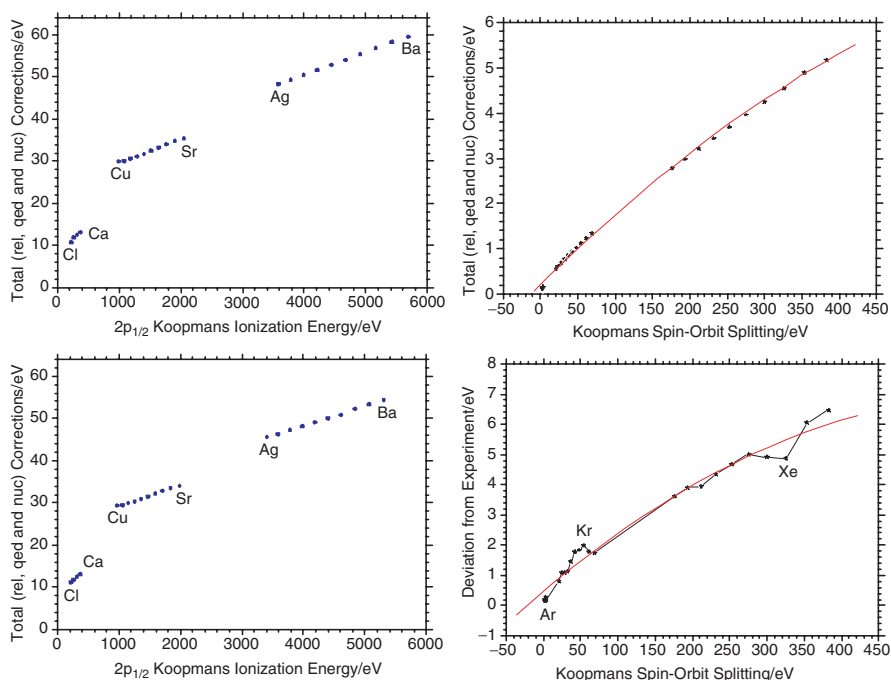 Total (rel, qed and nuc) Corrections/eV
60
50
40
30
20
10
0
Ba
Ag
Sr
Cu
Ca
Cl
0 1000 2000 3000 4000 5000 6000
2p1/2 Koopmans Ionization Energy/eV
Total (rel, qed and nuc) Corrections/eV
6
5
4
3
2
1
0
−50 0 50 100 150 200 250 300 350 400 450
Koopmans Spin-Orbit Splitting/eV
Total (rel, qed and nuc) Corrections/eV
60
50
40
30
20
10
0
Ba
Ag
Sr
Cu
Ca
Cl
0 1000 2000 3000 4000 5000 6000
2p1/2 Koopmans Ionization Energy/eV
Deviation from Experiment/eV
8
7
6
5
4
3
2
1
0
−1
Xe
Kr
Ar
−50 0 50 100 150 200 250 300 350 400 450
Koopmans Spin-Orbit Splitting/eV